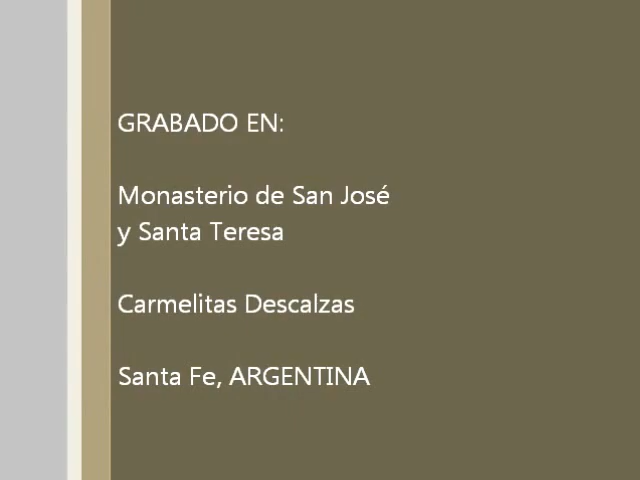 GRABADO EN:
Monasterio de San José
y Santa Teresa
Carmelitas Descalzas
Santa Fe, ARGENTINA